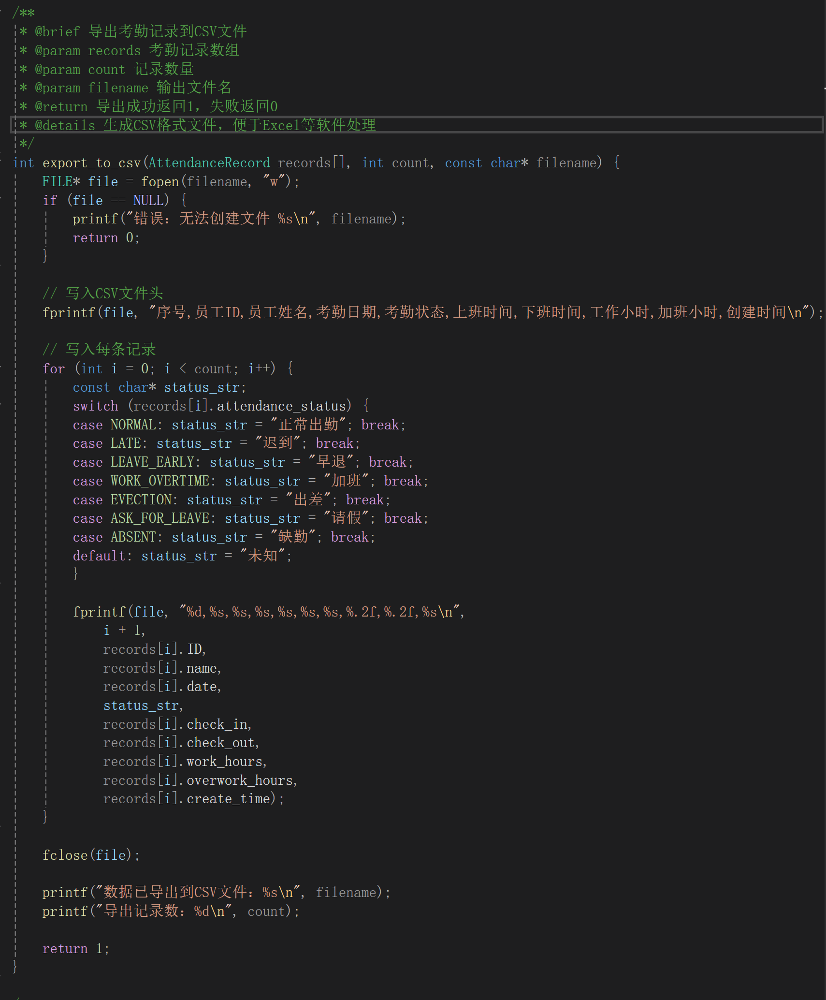 /**
* @brief 导出考勤记录到CSV文件
* @param records 考勤记录数组
* @param count 记录数量
* @param filename 输出文件名
* @return 导出成功返回1，失败返回0
* @details 生成CSV格式文件，便于Excel等软件处理
*/
int export_to_csv(AttendanceRecord records[], int count, const char* filename) {
    FILE* file = fopen(filename, "w");
    if (file == NULL) {
        printf("错误：无法创建文件 %s\n", filename);
        return 0;
    }

    // 写入CSV文件头
    fprintf(file, "序号,员工ID,员工姓名,考勤日期,考勤状态,上班时间,下班时间,工作小时,加班小时,创建时间\n");

    // 写入每条记录
    for (int i = 0; i < count; i++) {
        const char* status_str;
        switch (records[i].attendance_status) {
        case NORMAL: status_str = "正常出勤"; break;
        case LATE: status_str = "迟到"; break;
        case LEAVE_EARLY: status_str = "早退"; break;
        case WORK_OVERTIME: status_str = "加班"; break;
        case EVECTION: status_str = "出差"; break;
        case ASK_FOR_LEAVE: status_str = "请假"; break;
        case ABSENT: status_str = "缺勤"; break;
        default: status_str = "未知";
        }

        fprintf(file, "%d,%s,%s,%s,%s,%s,%s,%.2f,%.2f,%s\n",
            i + 1,
            records[i].ID,
            records[i].name,
            records[i].date,
            status_str,
            records[i].check_in,
            records[i].check_out,
            records[i].work_hours,
            records[i].overwork_hours,
            records[i].create_time);
    }

    fclose(file);

    printf("数据已导出到CSV文件：%s\n", filename);
    printf("导出记录数：%d\n", count);

    return 1;
}